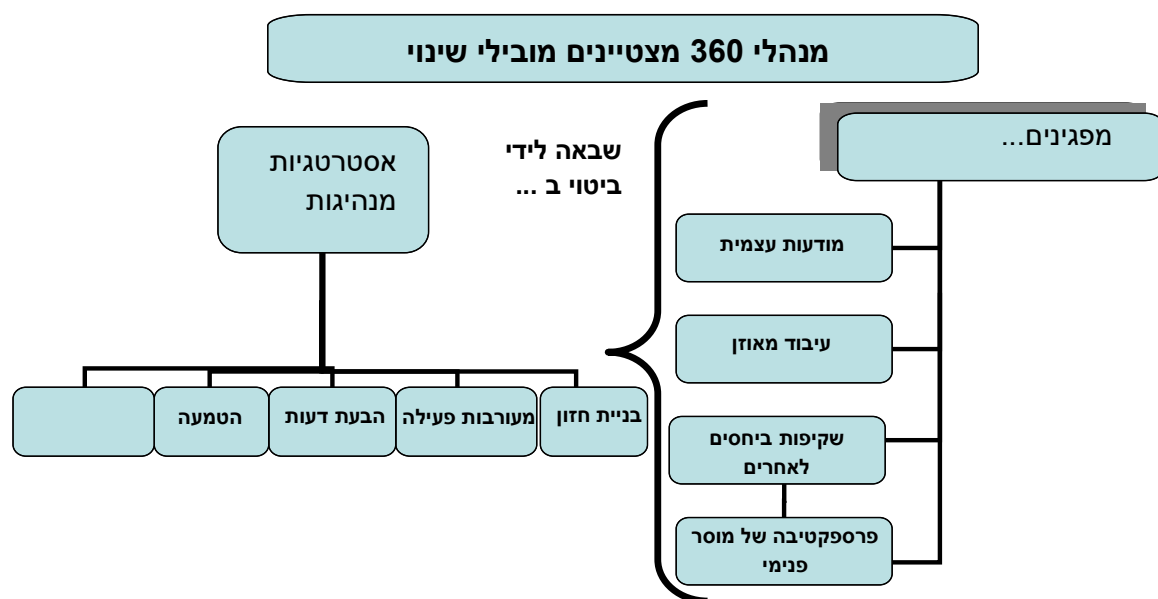 מנהלי 360 מצטיינים מובילי שינוי
מפגינים...
מודעות עצמית
עיבוד מאוזן
שקיפות ביחסים
לאחרים
פרספקטיבה של מוסר
פנימי
שבאה לידי
ביטוי ב ...
אסטרטגיות
מנהיגות
בניית חזון
מעורבות פעילה
הבעת דעות
הטמעה